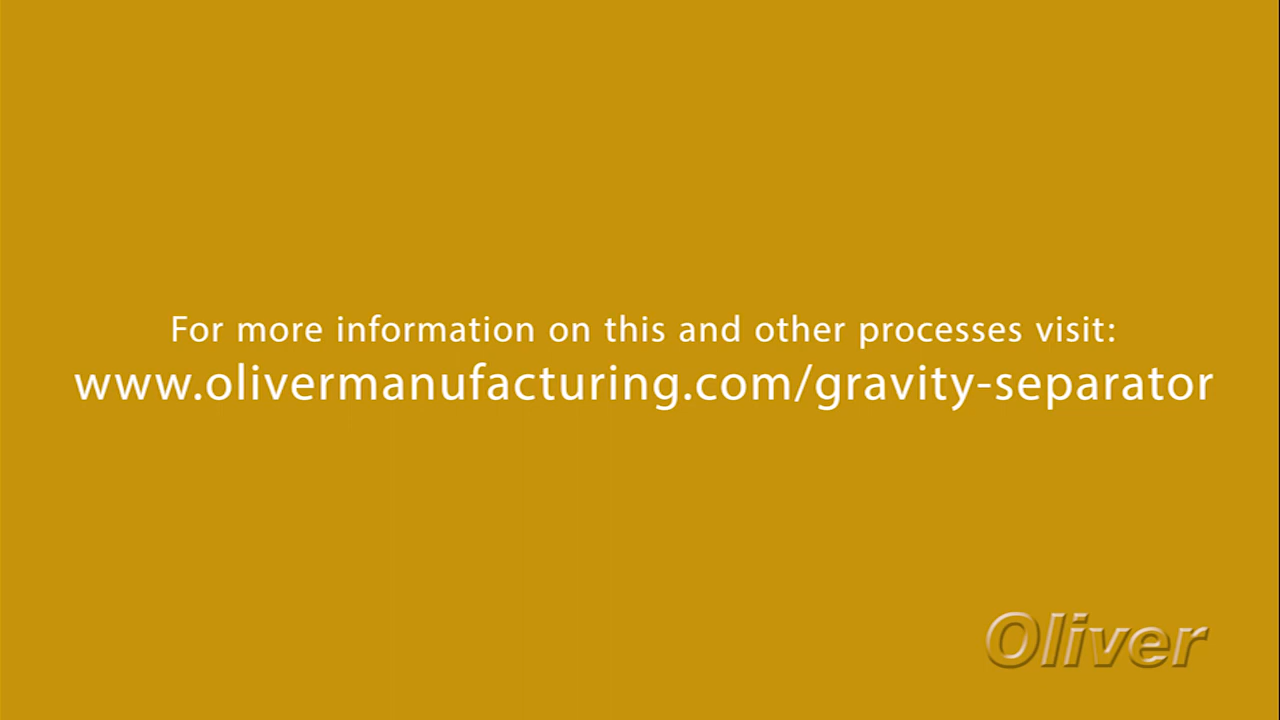 For more information on this and other processes visit:
www.olivermanufacturing.com/gravity-separator
Oliver